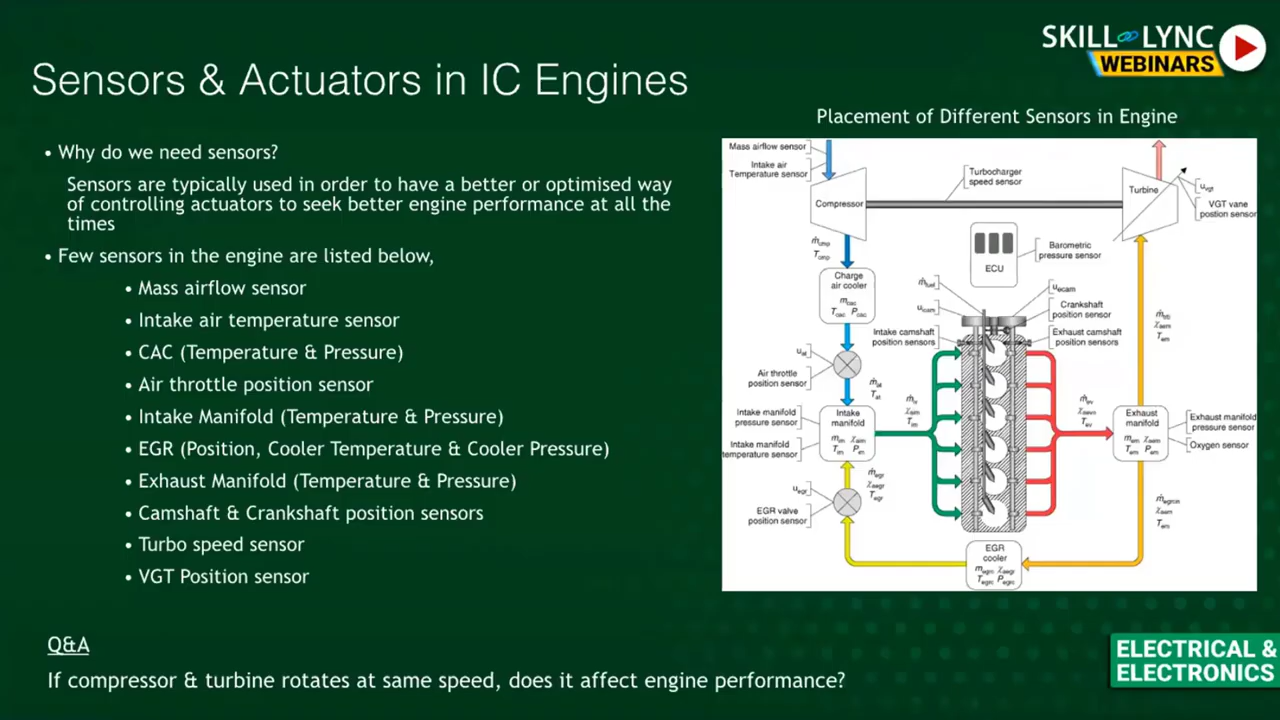 SKILL LYNC
WEBINARS
Sensors & Actuators in IC Engines
• Why do we need sensors?
Sensors are typically used in order to have a better or optimised way
of controlling actuators to seek better engine performance at all the
times
• Few sensors in the engine are listed below,
• Mass airflow sensor
• Intake air temperature sensor
• CAC (Temperature & Pressure)
• Air throttle position sensor
• Intake Manifold (Temperature & Pressure)
• EGR (Position, Cooler Temperature & Cooler Pressure)
• Exhaust Manifold (Temperature & Pressure)
• Camshaft & Crankshaft position sensors
• Turbo speed sensor
• VGT Position sensor
Placement of Different Sensors in Engine
Mass airflow sensor
Intake air
Temperature sensor
Compressor
Turbocharger
speed sensor
Turbine
VGT vane
postion sensor
ECU
Barometric
pressure sensor
Charge
air cooler
Crankshaft
position sensor
Intake camshaft
position sensors
Exhaust camshaft
position sensors
Air throttle
position sensor
Intake manifold
pressure sensor
Intake manifold
temperature sensor
Intake
manifold
Exhaust
manifold
Exhaust manifold
pressure sensor
Oxygen sensor
EGR valve
position sensor
EGR
cooler
Q&A
If compressor & turbine rotates at same speed, does it affect engine performance?
ELECTRICAL &
ELECTRONICS